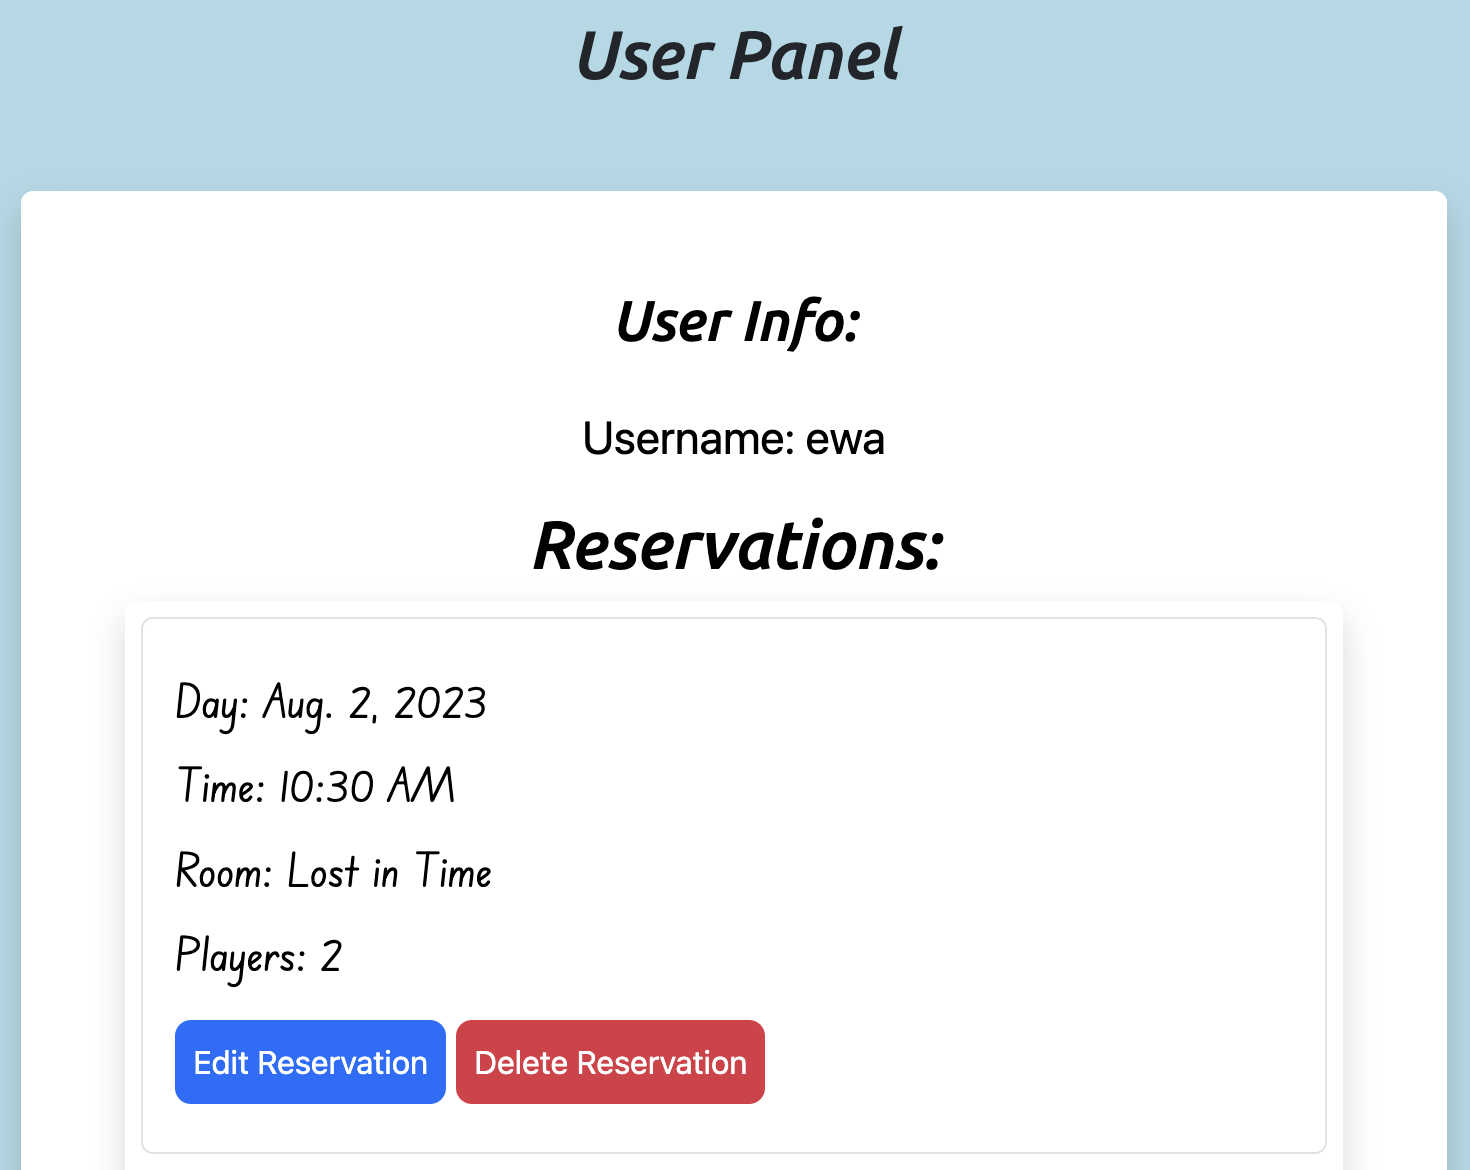 User Panel
User Info:
Username: ewa
Reservations:
Day: Aug. 2, 2023
Time: 10:30 AM
Room: Lost in Time
Players: 2
Edit Reservation Delete Reservation